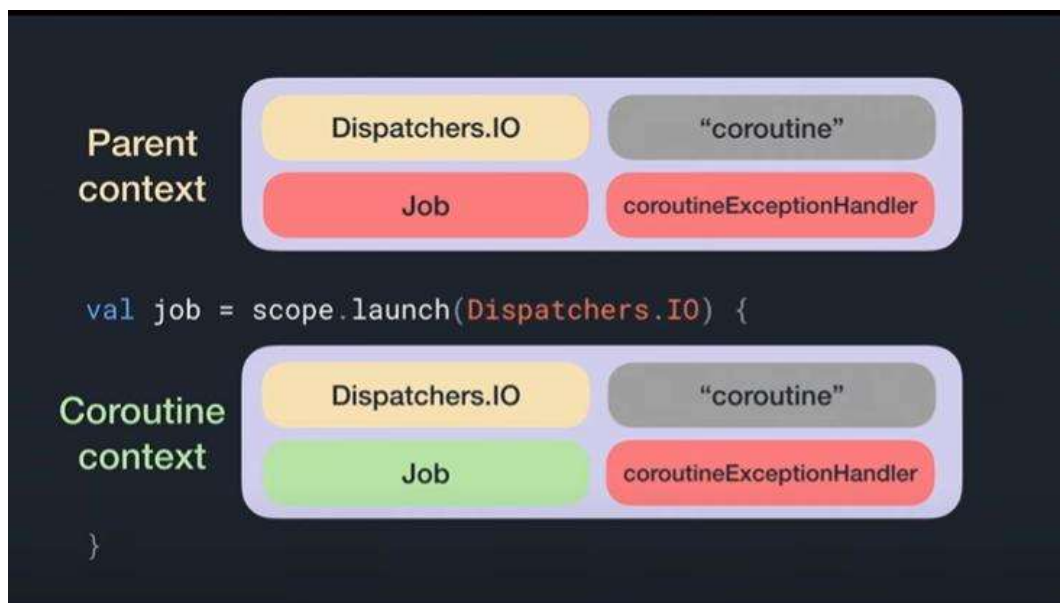 Parent
context
Dispatchers.IO
“coroutine”
Job
coroutineExceptionHandler
val job = scope.launch(Dispatchers.IO) {
Coroutine
context
Dispatchers.IO
“coroutine”
Job
coroutineExceptionHandler
}